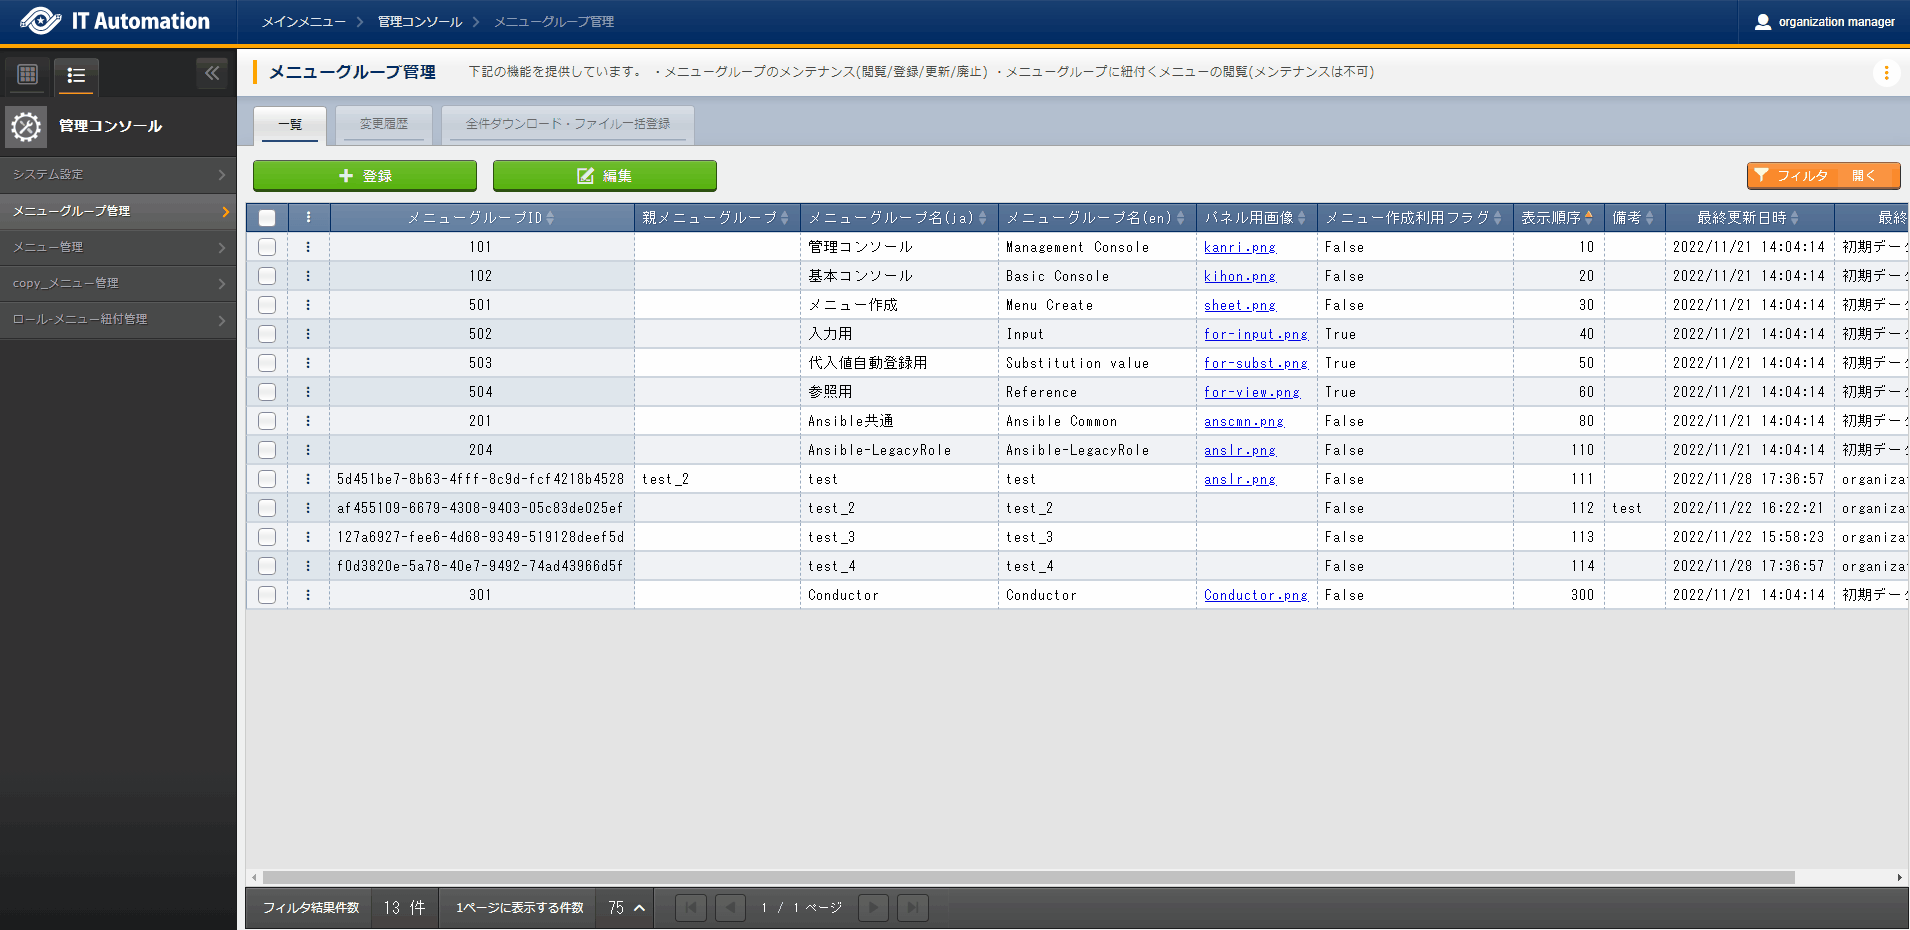 IT Automation メインメニュー 管理コンソール メニューグループ管理 organization manager
メニューグループ管理 下記の機能を提供しています。 ・メニューグループのメンテナンス(閲覧/登録/更新/廃止) ・メニューグループに紐付くメニューの閲覧(メンテナンスは不可)
管理コンソール
システム設定
メニューグループ管理
メニュー管理
copy_メニュー管理
ロール-メニュー紐付管理
一覧 変更履歴 全件ダウンロード・ファイル一括登録
登録 編集 フィルタ 開く
メニューグループID 親メニューグループ メニューグループ名(ja) メニューグループ名(en) パネル用画像 メニュー作成利用フラグ 表示順序 備考 最終更新日時 最終
101 管理コンソール Management Console kanri.png False 10 2022/11/21 14:04:14 初期デー
102 基本コンソール Basic Console kihon.png False 20 2022/11/21 14:04:14 初期デー
501 メニュー作成 Menu Create sheet.png False 30 2022/11/21 14:04:14 初期デー
502 入力用 Input for-input.png True 40 2022/11/21 14:04:14 初期デー
503 代入値自動登録用 Substitution value for-subst.png True 50 2022/11/21 14:04:14 初期デー
504 参照用 Reference for-view.png True 60 2022/11/21 14:04:14 初期デー
201 Ansible共通 Ansible Common anscmn.png False 80 2022/11/21 14:04:14 初期デー
204 Ansible-LegacyRole Ansible-LegacyRole anslr.png False 110 2022/11/21 14:04:14 初期デー
5d451be7-8b63-4fff-8c9d-fcf4218b4528 test_2 test test anslr.png False 111 2022/11/28 17:36:57 organiza
af455109-6679-4308-9403-05c83de025ef test_2 test_2 False 112 test 2022/11/22 16:22:21 organiza
127a6927-fee6-4d68-9349-519128deef5d test_3 test_3 False 113 2022/11/22 15:58:23 organiza
f0d3820e-5a78-40e7-9492-74ad43966d5f test_4 test_4 False 114 2022/11/28 17:36:57 organiza
301 Conductor Conductor Conductor.png False 300 2022/11/21 14:04:14 初期デー
フィルタ結果件数 13 件 1ページに表示する件数 75 1 / 1 ページ